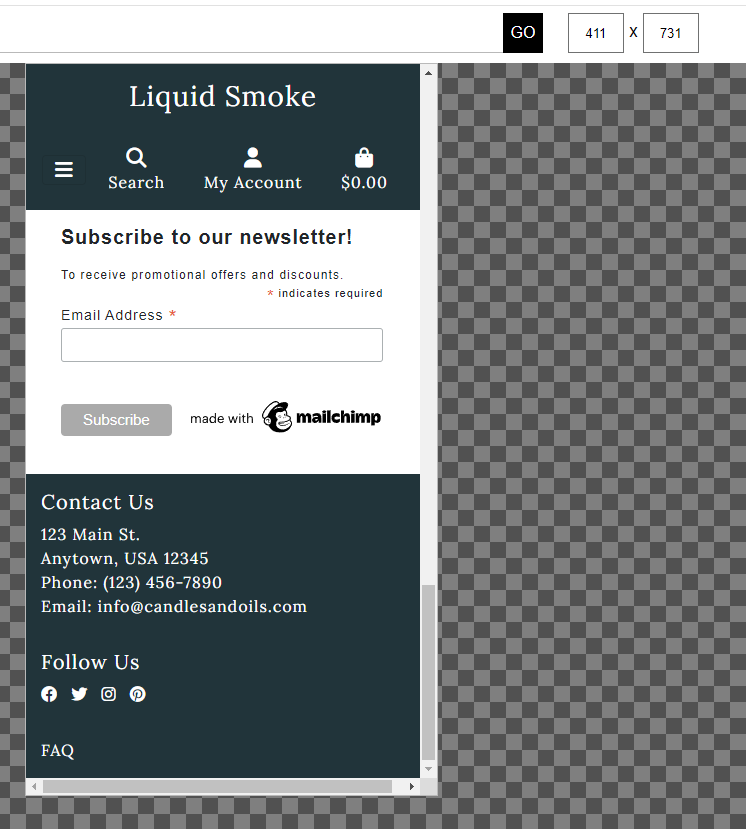 GO 411 X 731
Liquid Smoke
Search My Account $0.00
Subscribe to our newsletter!
To receive promotional offers and discounts.
* indicates required
Email Address *
Subscribe made with mailchimp
Contact Us
123 Main St.
Anytown, USA 12345
Phone: (123) 456-7890
Email: info@candlesandoils.com
Follow Us
FAQ